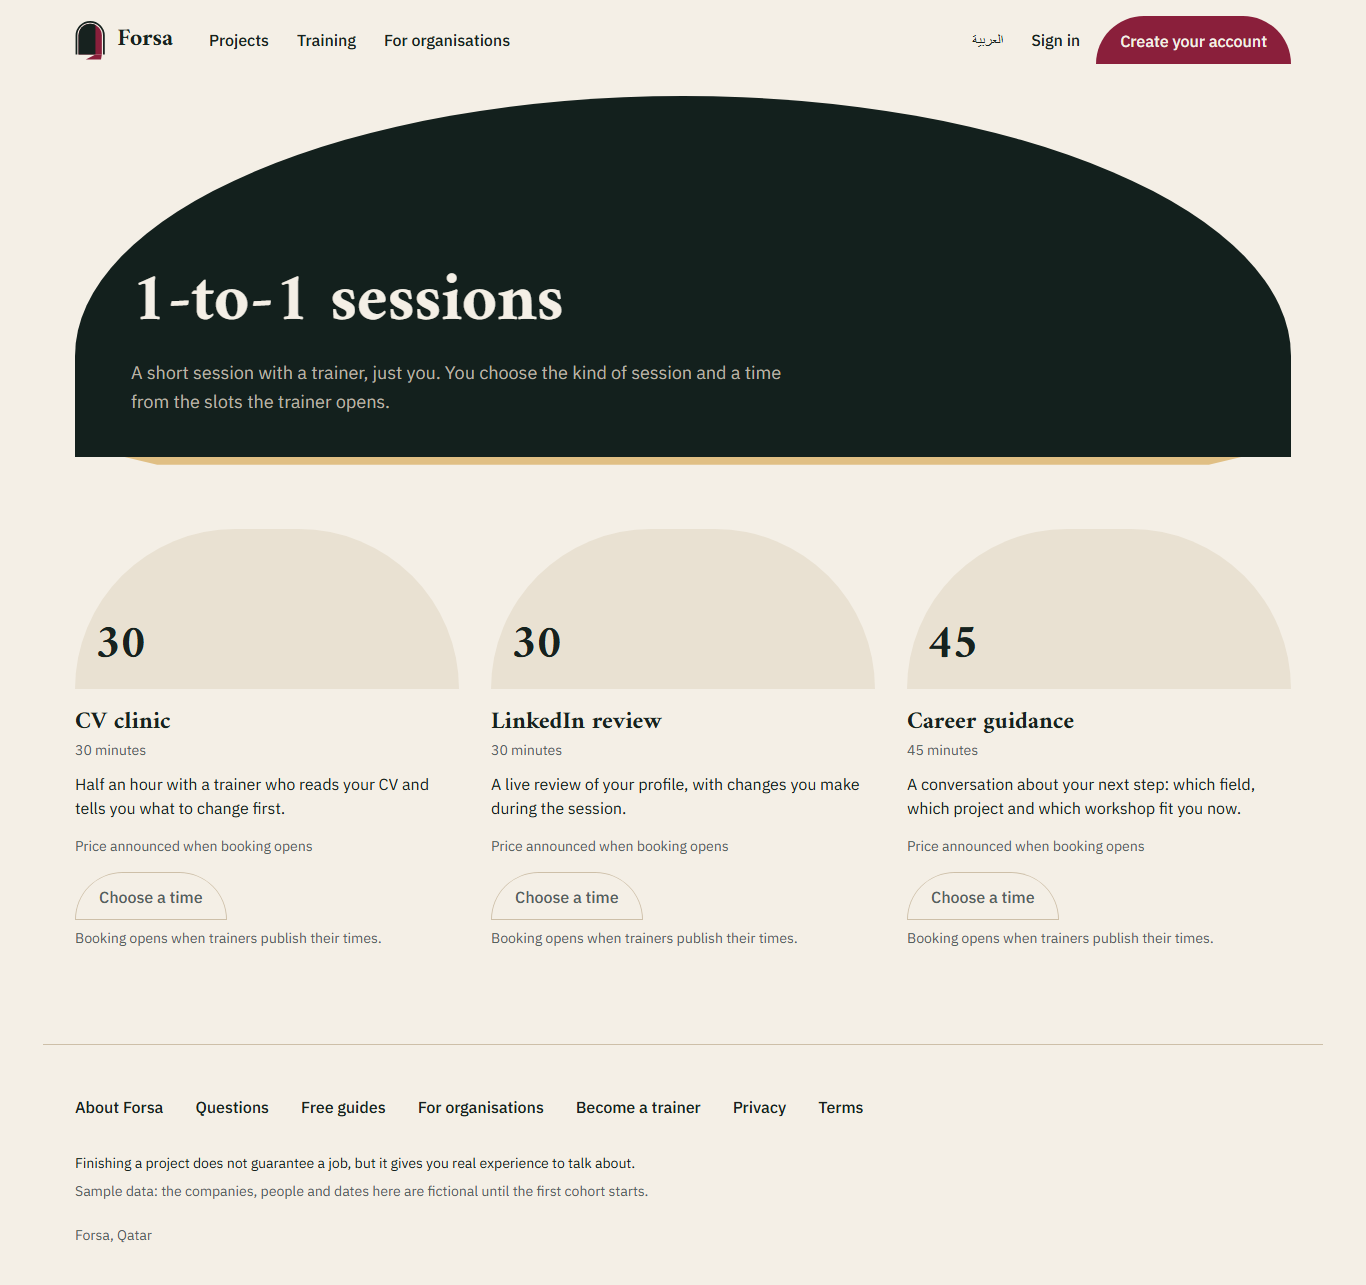 Forsa
Projects
Training
For organisations
العربية
Sign in
Create your account
1-to-1 sessions
A short session with a trainer, just you. You choose the kind of session and a time
from the slots the trainer opens.
30
CV clinic
30 minutes
Half an hour with a trainer who reads your CV and
tells you what to change first.
Price announced when booking opens
Choose a time
Booking opens when trainers publish their times.
30
LinkedIn review
30 minutes
A live review of your profile, with changes you make
during the session.
Price announced when booking opens
Choose a time
Booking opens when trainers publish their times.
45
Career guidance
45 minutes
A conversation about your next step: which field,
which project and which workshop fit you now.
Price announced when booking opens
Choose a time
Booking opens when trainers publish their times.
About Forsa
Questions
Free guides
For organisations
Become a trainer
Privacy
Terms
Finishing a project does not guarantee a job, but it gives you real experience to talk about.
Sample data: the companies, people and dates here are fictional until the first cohort starts.
Forsa, Qatar